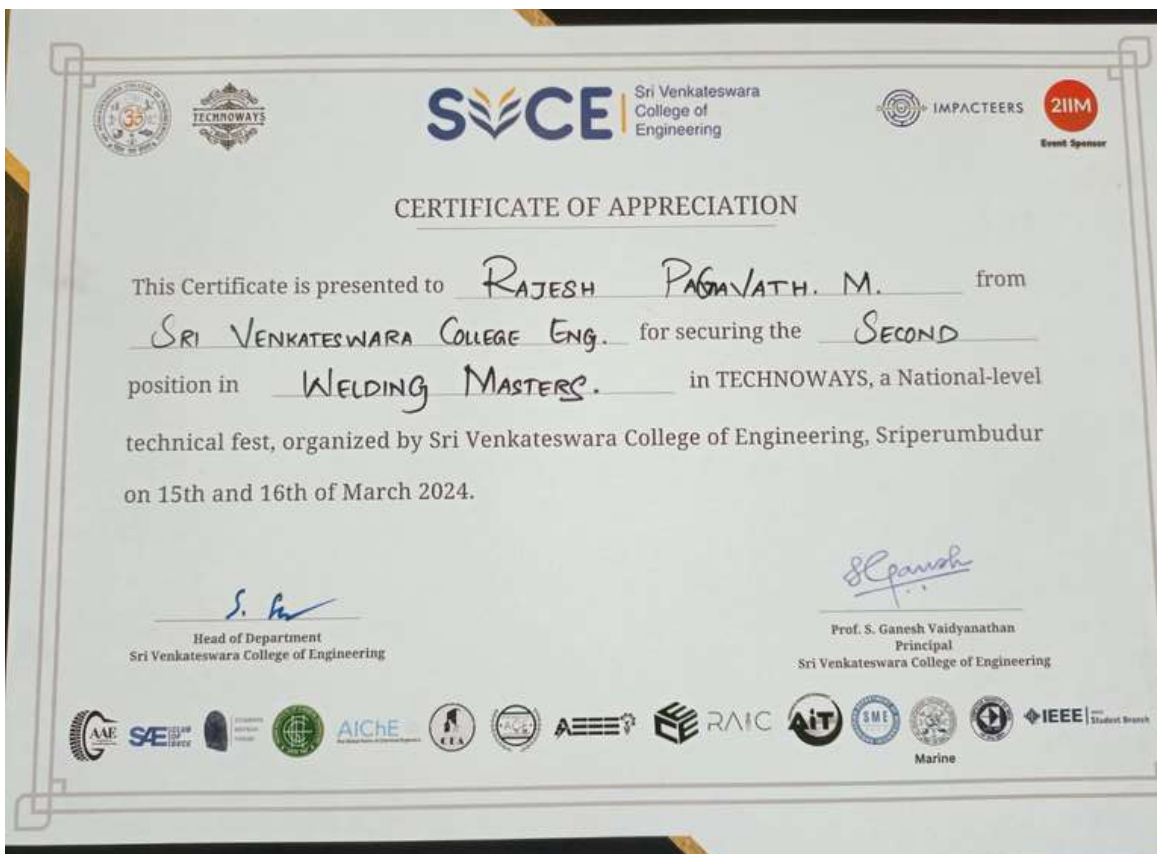 TECHNOWAYS
SVCE
Sri Venkateswara
College of
Engineering
IMPACTEERS
2IIM
Event Sponsor
CERTIFICATE OF APPRECIATION
This Certificate is presented to RAJESH PAGAVATH. M. from
SRI VENKATESWARA COLLEGE ENG. for securing the SECOND
position in WELDING MASTERS. in TECHNOWAYS, a National-level
technical fest, organized by Sri Venkateswara College of Engineering, Sriperumbudur
on 15th and 16th of March 2024.
Head of Department
Sri Venkateswara College of Engineering
Prof. S. Ganesh Vaidyanathan
Principal
Sri Venkateswara College of Engineering
AAE SAE AIChE CEA RAIC AiT SME IEEE Student Branch
Marine